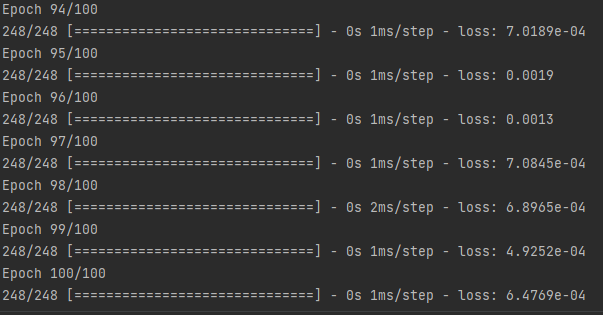 Epoch 94/100
248/248 [==============================] - 0s 1ms/step - loss: 7.0189e-04
Epoch 95/100
248/248 [==============================] - 0s 1ms/step - loss: 0.0019
Epoch 96/100
248/248 [==============================] - 0s 1ms/step - loss: 0.0013
Epoch 97/100
248/248 [==============================] - 0s 1ms/step - loss: 7.0845e-04
Epoch 98/100
248/248 [==============================] - 0s 2ms/step - loss: 6.8965e-04
Epoch 99/100
248/248 [==============================] - 0s 1ms/step - loss: 4.9252e-04
Epoch 100/100
248/248 [==============================] - 0s 1ms/step - loss: 6.4769e-04